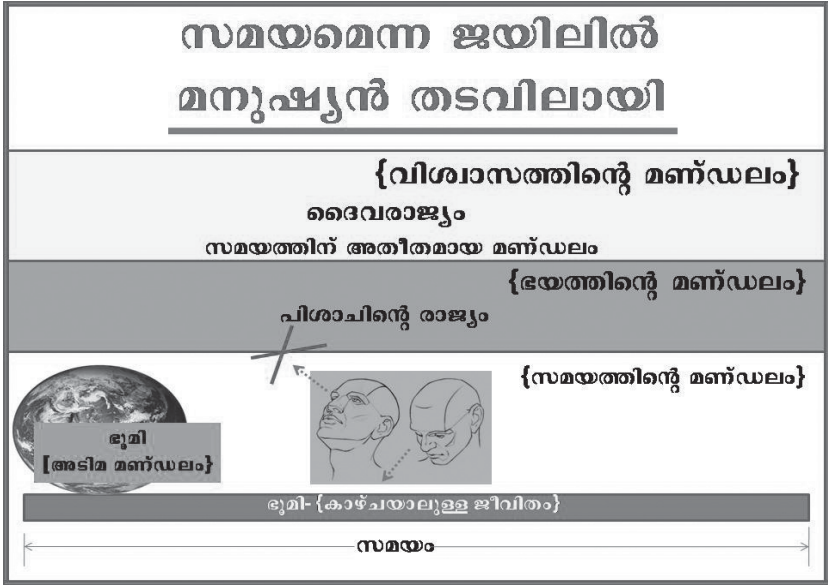 സമയമെന്ന ജയിലിൽ
മനുഷ്യൻ തടവിലായി
{വിശ്വാസത്തിന്റെ മണ്ഡലം}
ദൈവരാജ്യം
സമയത്തിന് അതീതമായ മണ്ഡലം
{ഭയത്തിന്റെ മണ്ഡലം}
പിശാചിന്റെ രാജ്യം
{സമയത്തിന്റെ മണ്ഡലം}
ഭൂമി
[അടിമ മണ്ഡലം}
ഭൂമി-{കാഴ്ചയാലുള്ള ജീവിതം}
സമയം